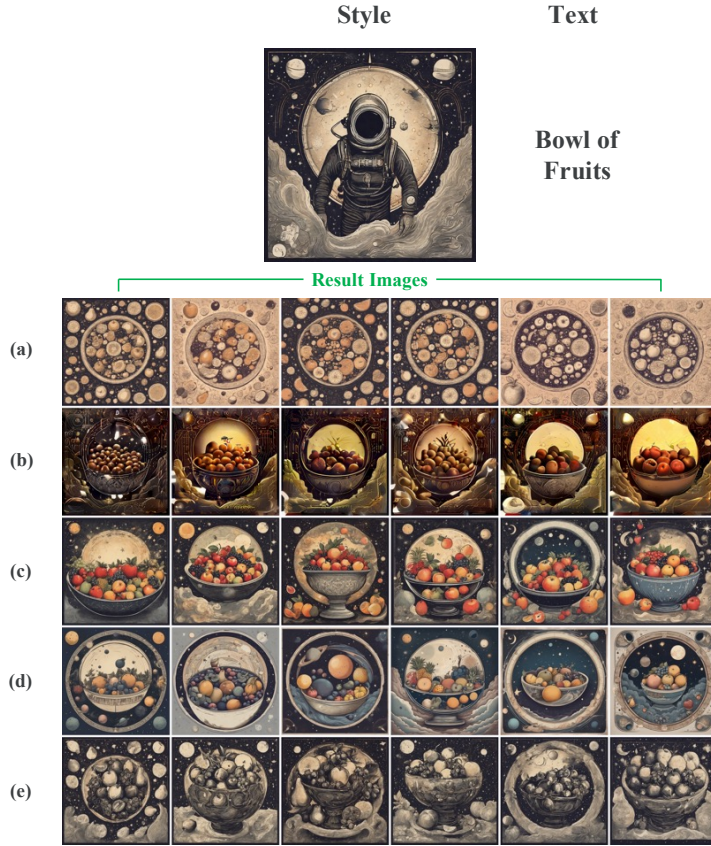 Style
Text
Bowl of
Fruits
Result Images
(a)
(b)
(c)
(d)
(e)